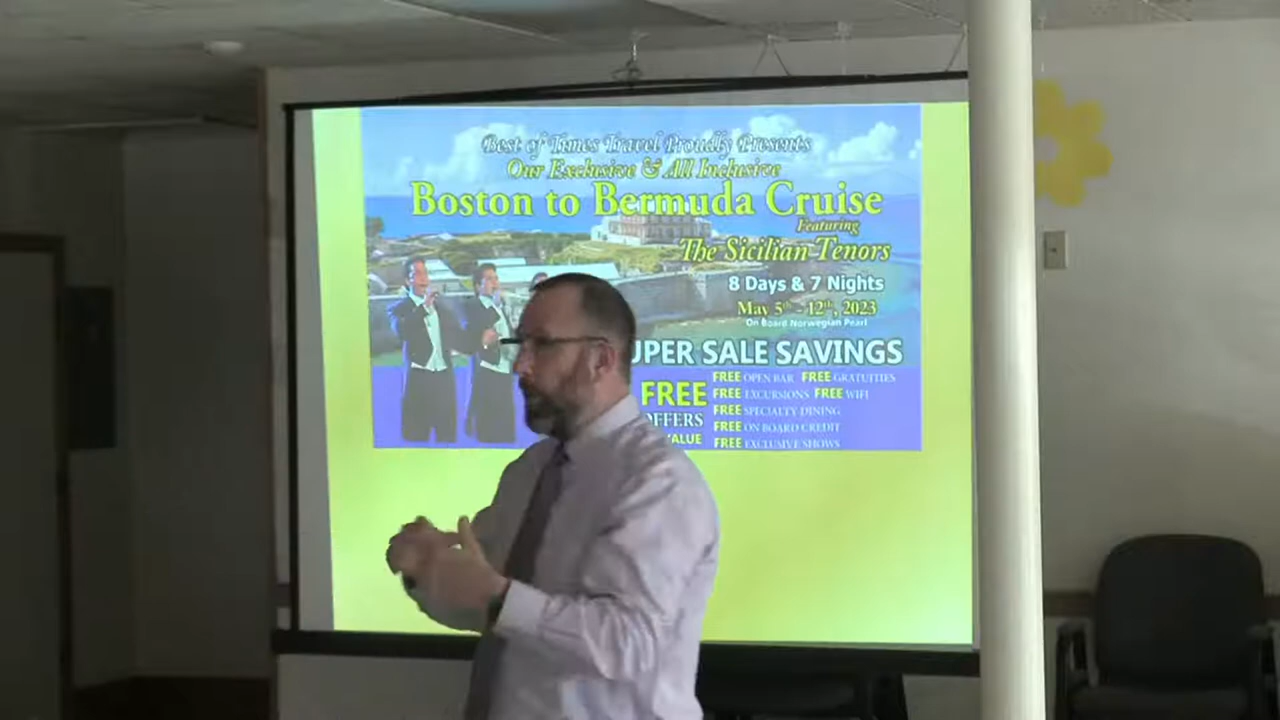 Best of Times Travel Proudly Presents
Our Exclusive & All Inclusive
Boston to Bermuda Cruise
Featuring
The Sicilian Tenors
8 Days & 7 Nights
May 5th - 12th, 2023
On Board Norwegian Pearl
UPER SALE SAVINGS
FREE
OFFERS
VALUE
FREE OPEN BAR FREE GRATUITIES
FREE EXCURSIONS FREE WIFI
FREE SPECIALTY DINING
FREE ON BOARD CREDIT
FREE EXCLUSIVE SHOWS